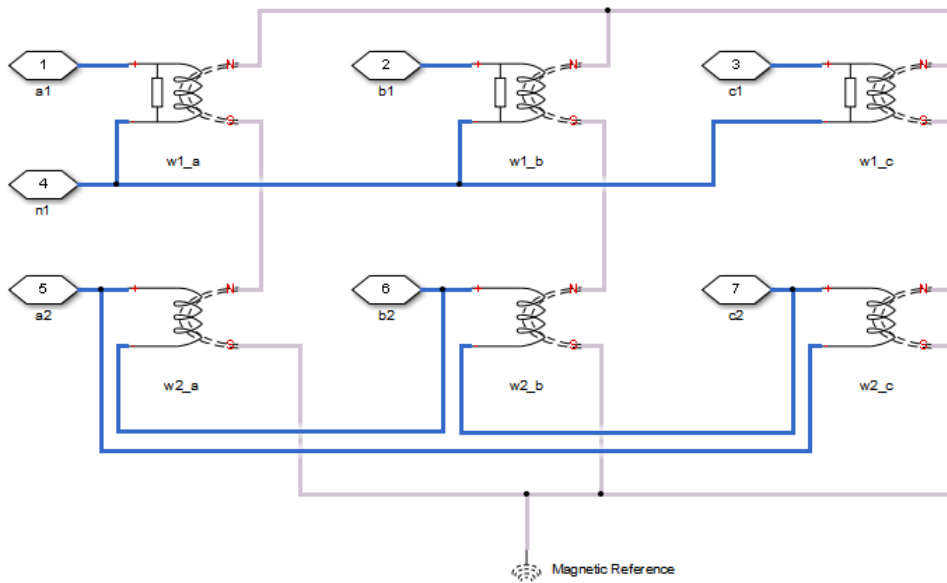 1
a1
+
N
S
w1_a
2
b1
+
N
S
w1_b
3
c1
+
N
S
w1_c
4
n1
5
a2
+
N
S
w2_a
6
b2
+
N
S
w2_b
7
c2
+
N
S
w2_c
Magnetic Reference